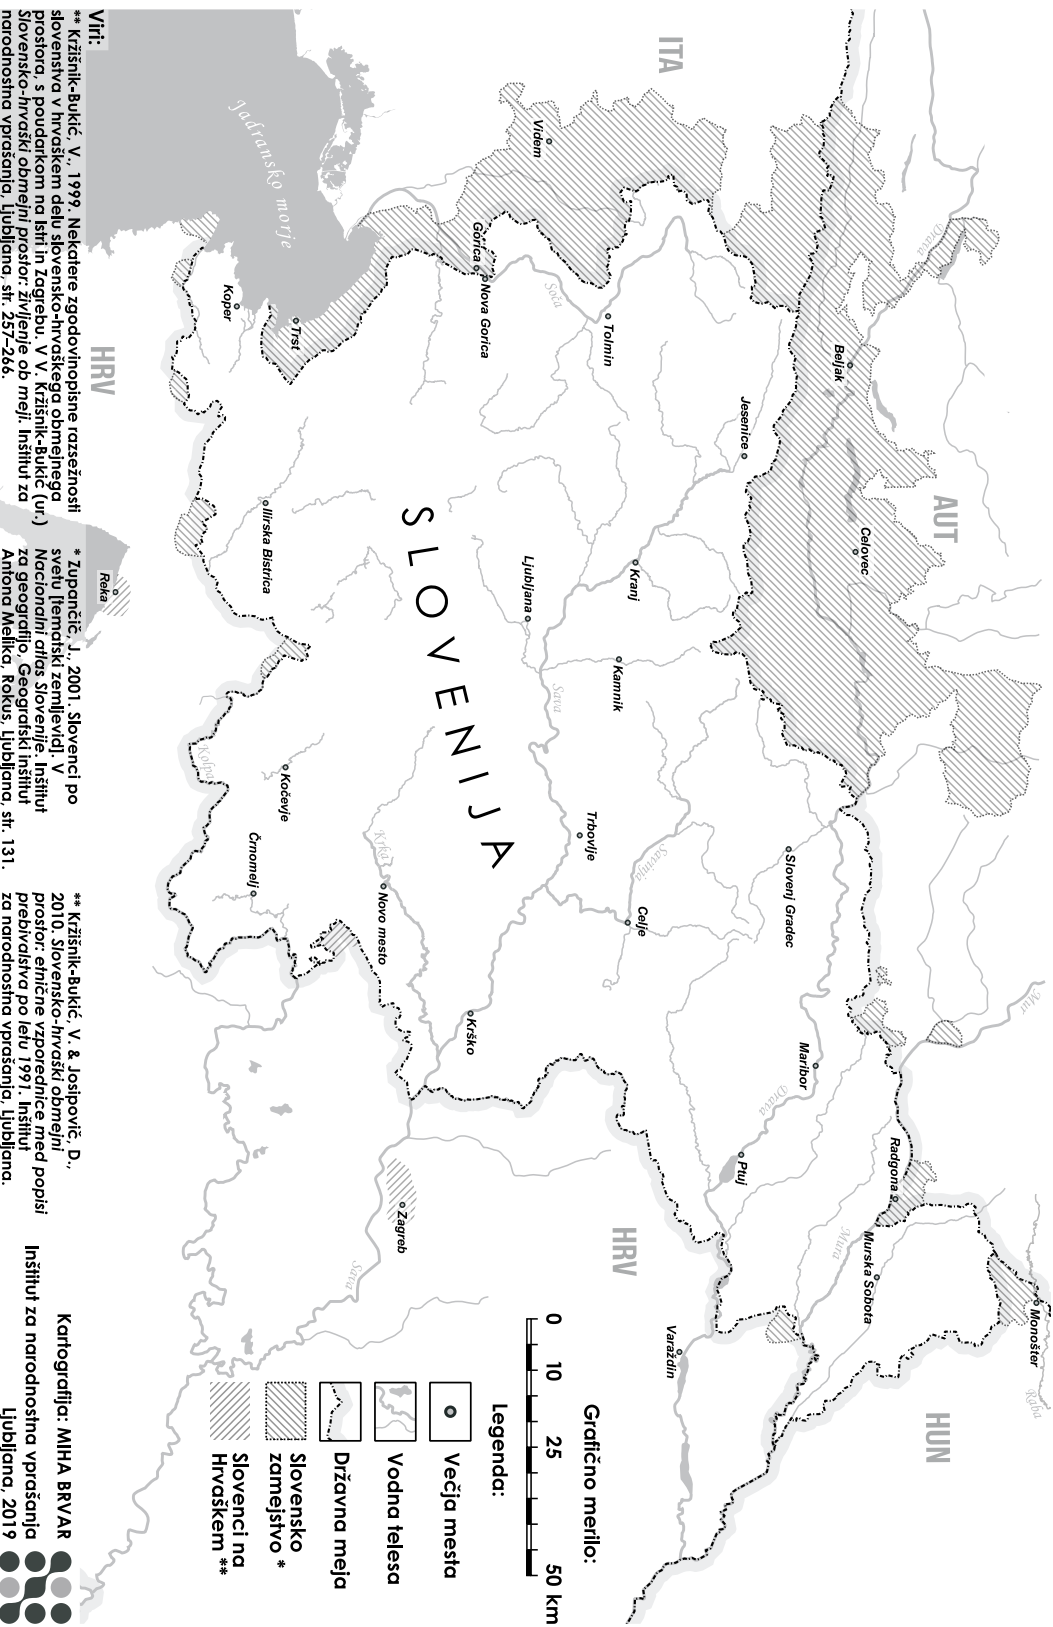 AUT
HUN
ITA
HRV
HRV
SLOVENIJA
Drava
Beljak
Celovec
Mur
Radgona
Murska Sobota
Monošter
Raba
Jesenice
Slovenj Gradec
Maribor
Drava
Mura
Ptuj
Varaždin
Videm
Tolmin
Soča
Kranj
Kamnik
Trbovlje
Savinja
Celje
Gorica
Nova Gorica
Ljubljana
Sava
Krško
Krka
Novo mesto
Zagreb
Sava
Jadransko morje
Trst
Koper
Ilirska Bistrica
Kočevje
Črnomelj
Kolpa
Reka
Grafično merilo:
0 10 25 50 km
Legenda:
Večja mesta
Vodna telesa
Državna meja
Slovensko
zamejstvo *
Slovenci na
Hrvaškem **
Viri:
** Kržišnik-Bukić, V., 1999. Nekatere zgodovinopisne razsežnosti
slovenstva v hrvaškem delu slovensko-hrvaškega obmejnega
prostora, s poudarkom na Istri in Zagrebu. V V. Kržišnik-Bukić (ur.)
Slovensko-hrvaški obmejni prostor: življenje ob meji. Inštitut za
narodnostna vprašanja, Ljubljana, str. 257–266.
* Zupančič, J., 2001. Slovenci po
svetu [tematski zemljevid]. V
Nacionalni atlas Slovenije. Inštitut
za geografijo, Geografski inštitut
Antona Melika, Rokus, Ljubljana, str. 131.
** Kržišnik-Bukić, V. & Josipovič, D.,
2010. Slovensko-hrvaški obmejni
prostor: etnične vzporednice med popisi
prebivalstva po letu 1991. Inštitut
za narodnostna vprašanja, Ljubljana.
Kartografija: MIHA BRVAR
Inštitut za narodnostna vprašanja
Ljubljana, 2019